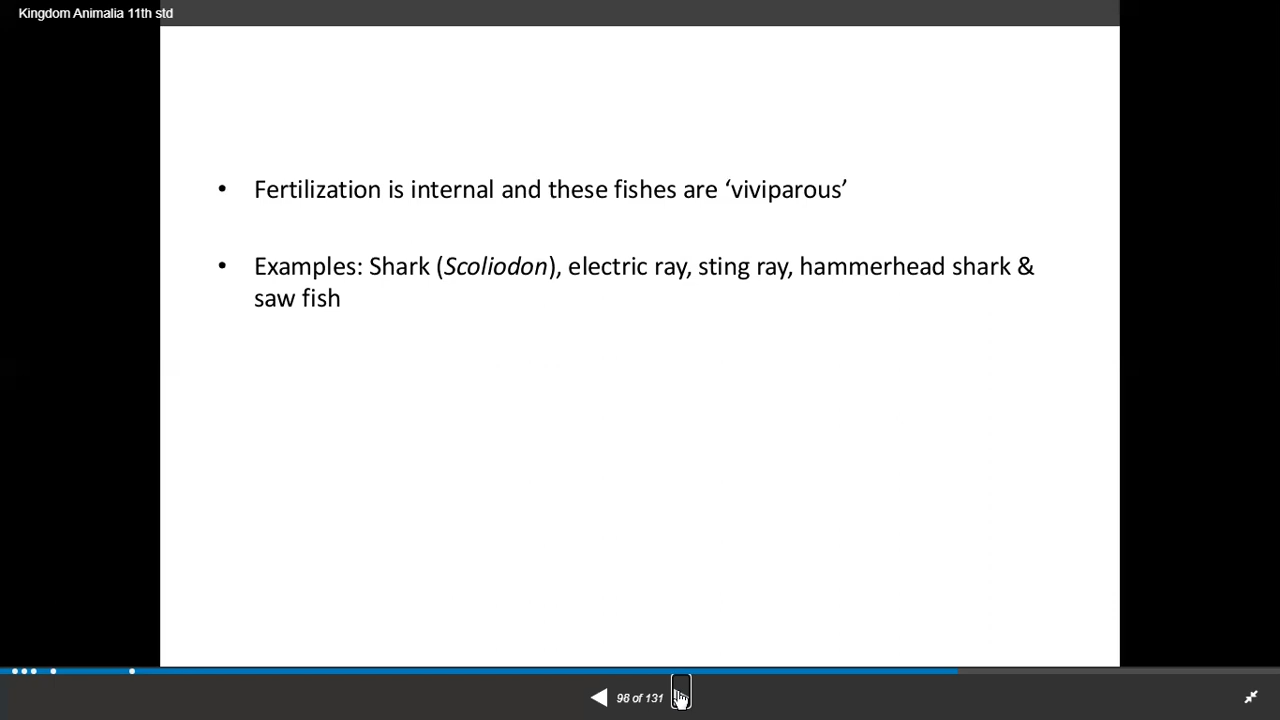 Kingdom Animalia 11th std
• Fertilization is internal and these fishes are ‘viviparous’
• Examples: Shark (Scoliodon), electric ray, sting ray, hammerhead shark &
saw fish
98 of 131